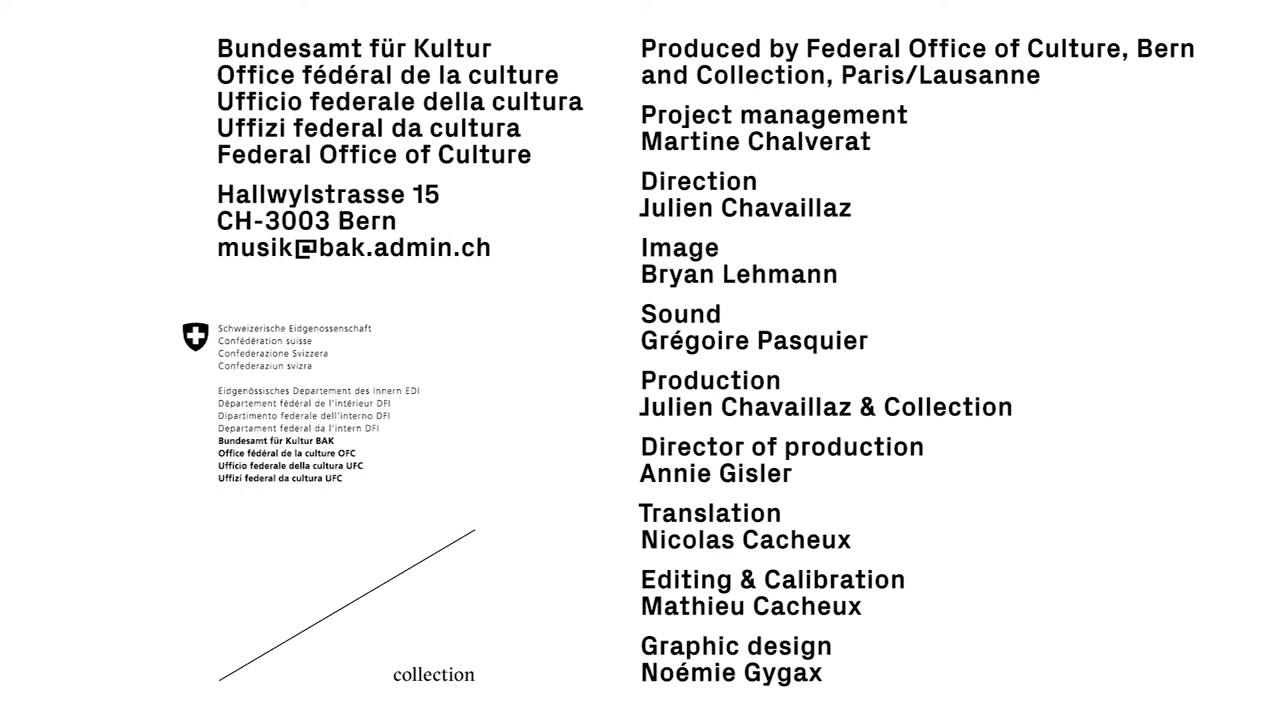 Bundesamt für Kultur
Office fédéral de la culture
Ufficio federale della cultura
Uffizi federal da cultura
Federal Office of Culture
Hallwylstrasse 15
CH-3003 Bern
musik@bak.admin.ch
Schweizerische Eidgenossenschaft
Confédération suisse
Confederazione Svizzera
Confederaziun svizra
Eidgenössisches Departement des Innern EDI
Département fédéral de l'intérieur DFI
Dipartimento federale dell'interno DFI
Departament federal da l'intern DFI
Bundesamt für Kultur BAK
Office fédéral de la culture OFC
Ufficio federale della cultura UFC
Uffizi federal da cultura UFC
collection
Produced by Federal Office of Culture, Bern
and Collection, Paris/Lausanne
Project management
Martine Chalverat
Direction
Julien Chavaillaz
Image
Bryan Lehmann
Sound
Grégoire Pasquier
Production
Julien Chavaillaz & Collection
Director of production
Annie Gisler
Translation
Nicolas Cacheux
Editing & Calibration
Mathieu Cacheux
Graphic design
Noémie Gygax